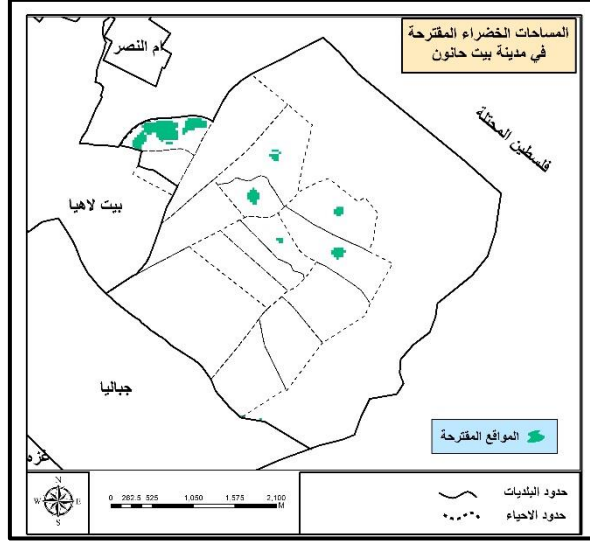 المساحات الخضراء المقترحة
في مدينة بيت حانون
ام النصر
فلسطين المحتلة
بيت لاهيا
جباليا
غزه
المواقع المقترحة
N
W E
S
0 262.5 525 1,050 1,575 2,100
M
حدود البلديات
حدود الاحياء